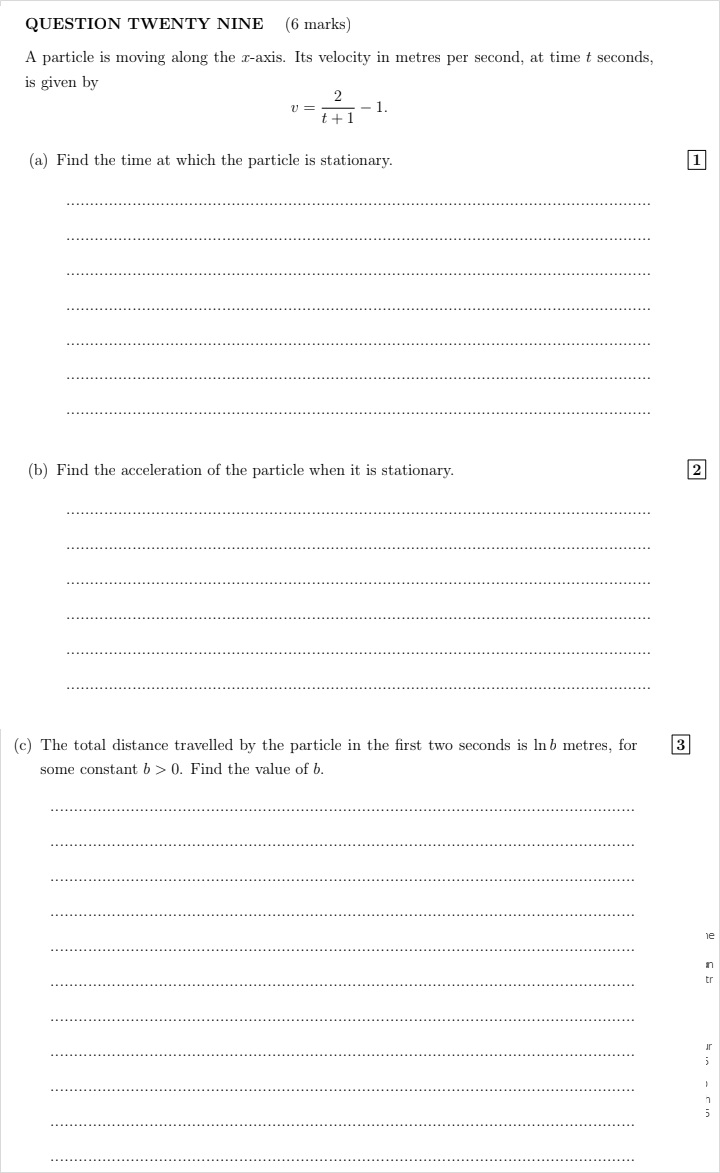 QUESTION TWENTY NINE (6 marks)
A particle is moving along the x-axis. Its velocity in metres per second, at time t seconds,
is given by
v = 2/(t + 1) − 1.
(a) Find the time at which the particle is stationary. 1
(b) Find the acceleration of the particle when it is stationary. 2
(c) The total distance travelled by the particle in the first two seconds is ln b metres, for 3
some constant b > 0. Find the value of b.